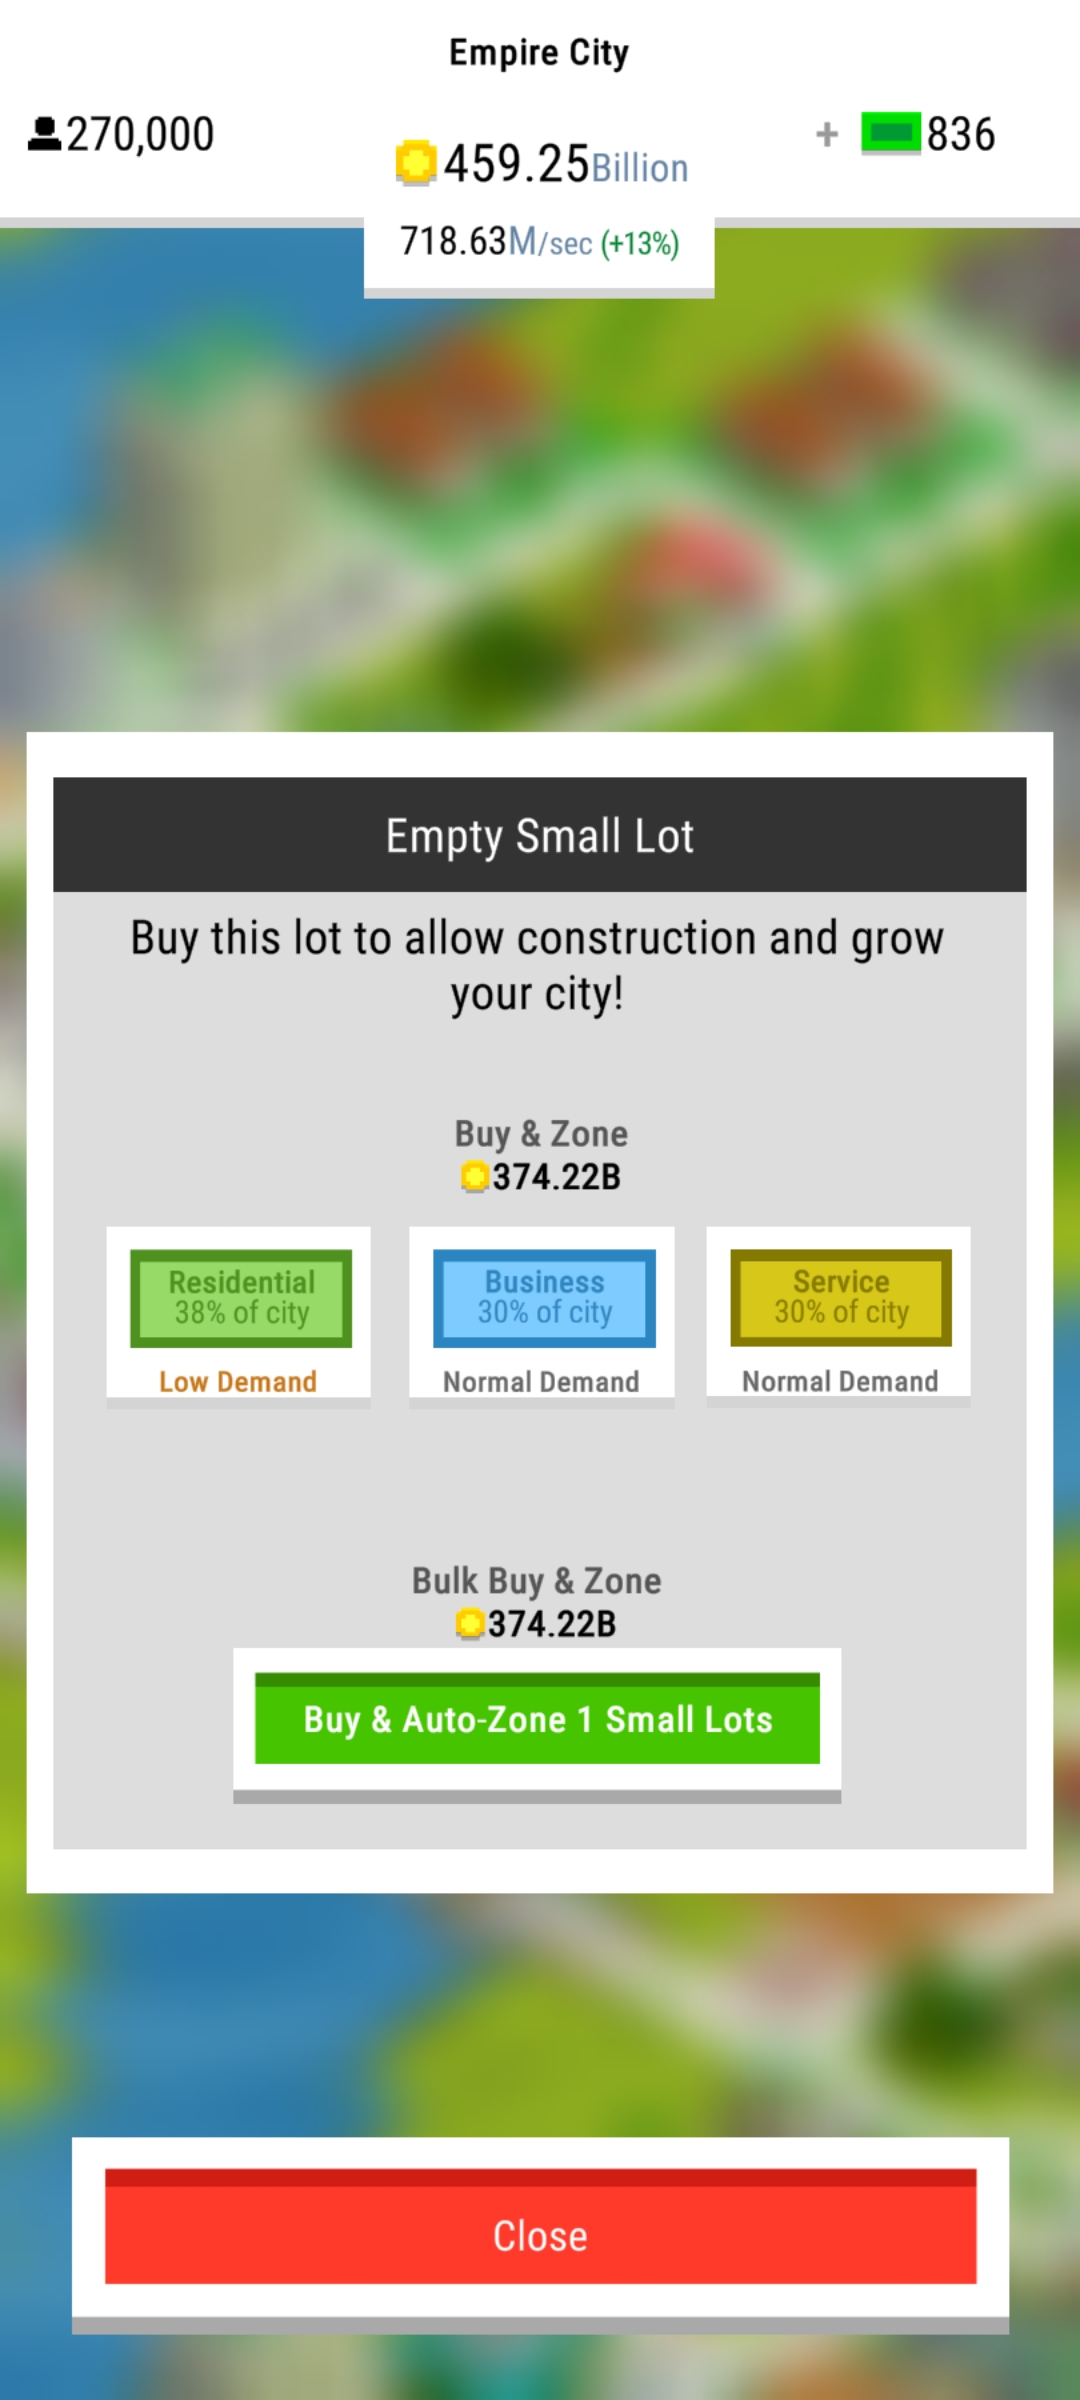 Empire City
270,000
459.25Billion
+ 836
718.63M/sec (+13%)
Empty Small Lot
Buy this lot to allow construction and grow
your city!
Buy & Zone
374.22B
Residential
38% of city
Low Demand
Business
30% of city
Normal Demand
Service
30% of city
Normal Demand
Bulk Buy & Zone
374.22B
Buy & Auto-Zone 1 Small Lots
Close